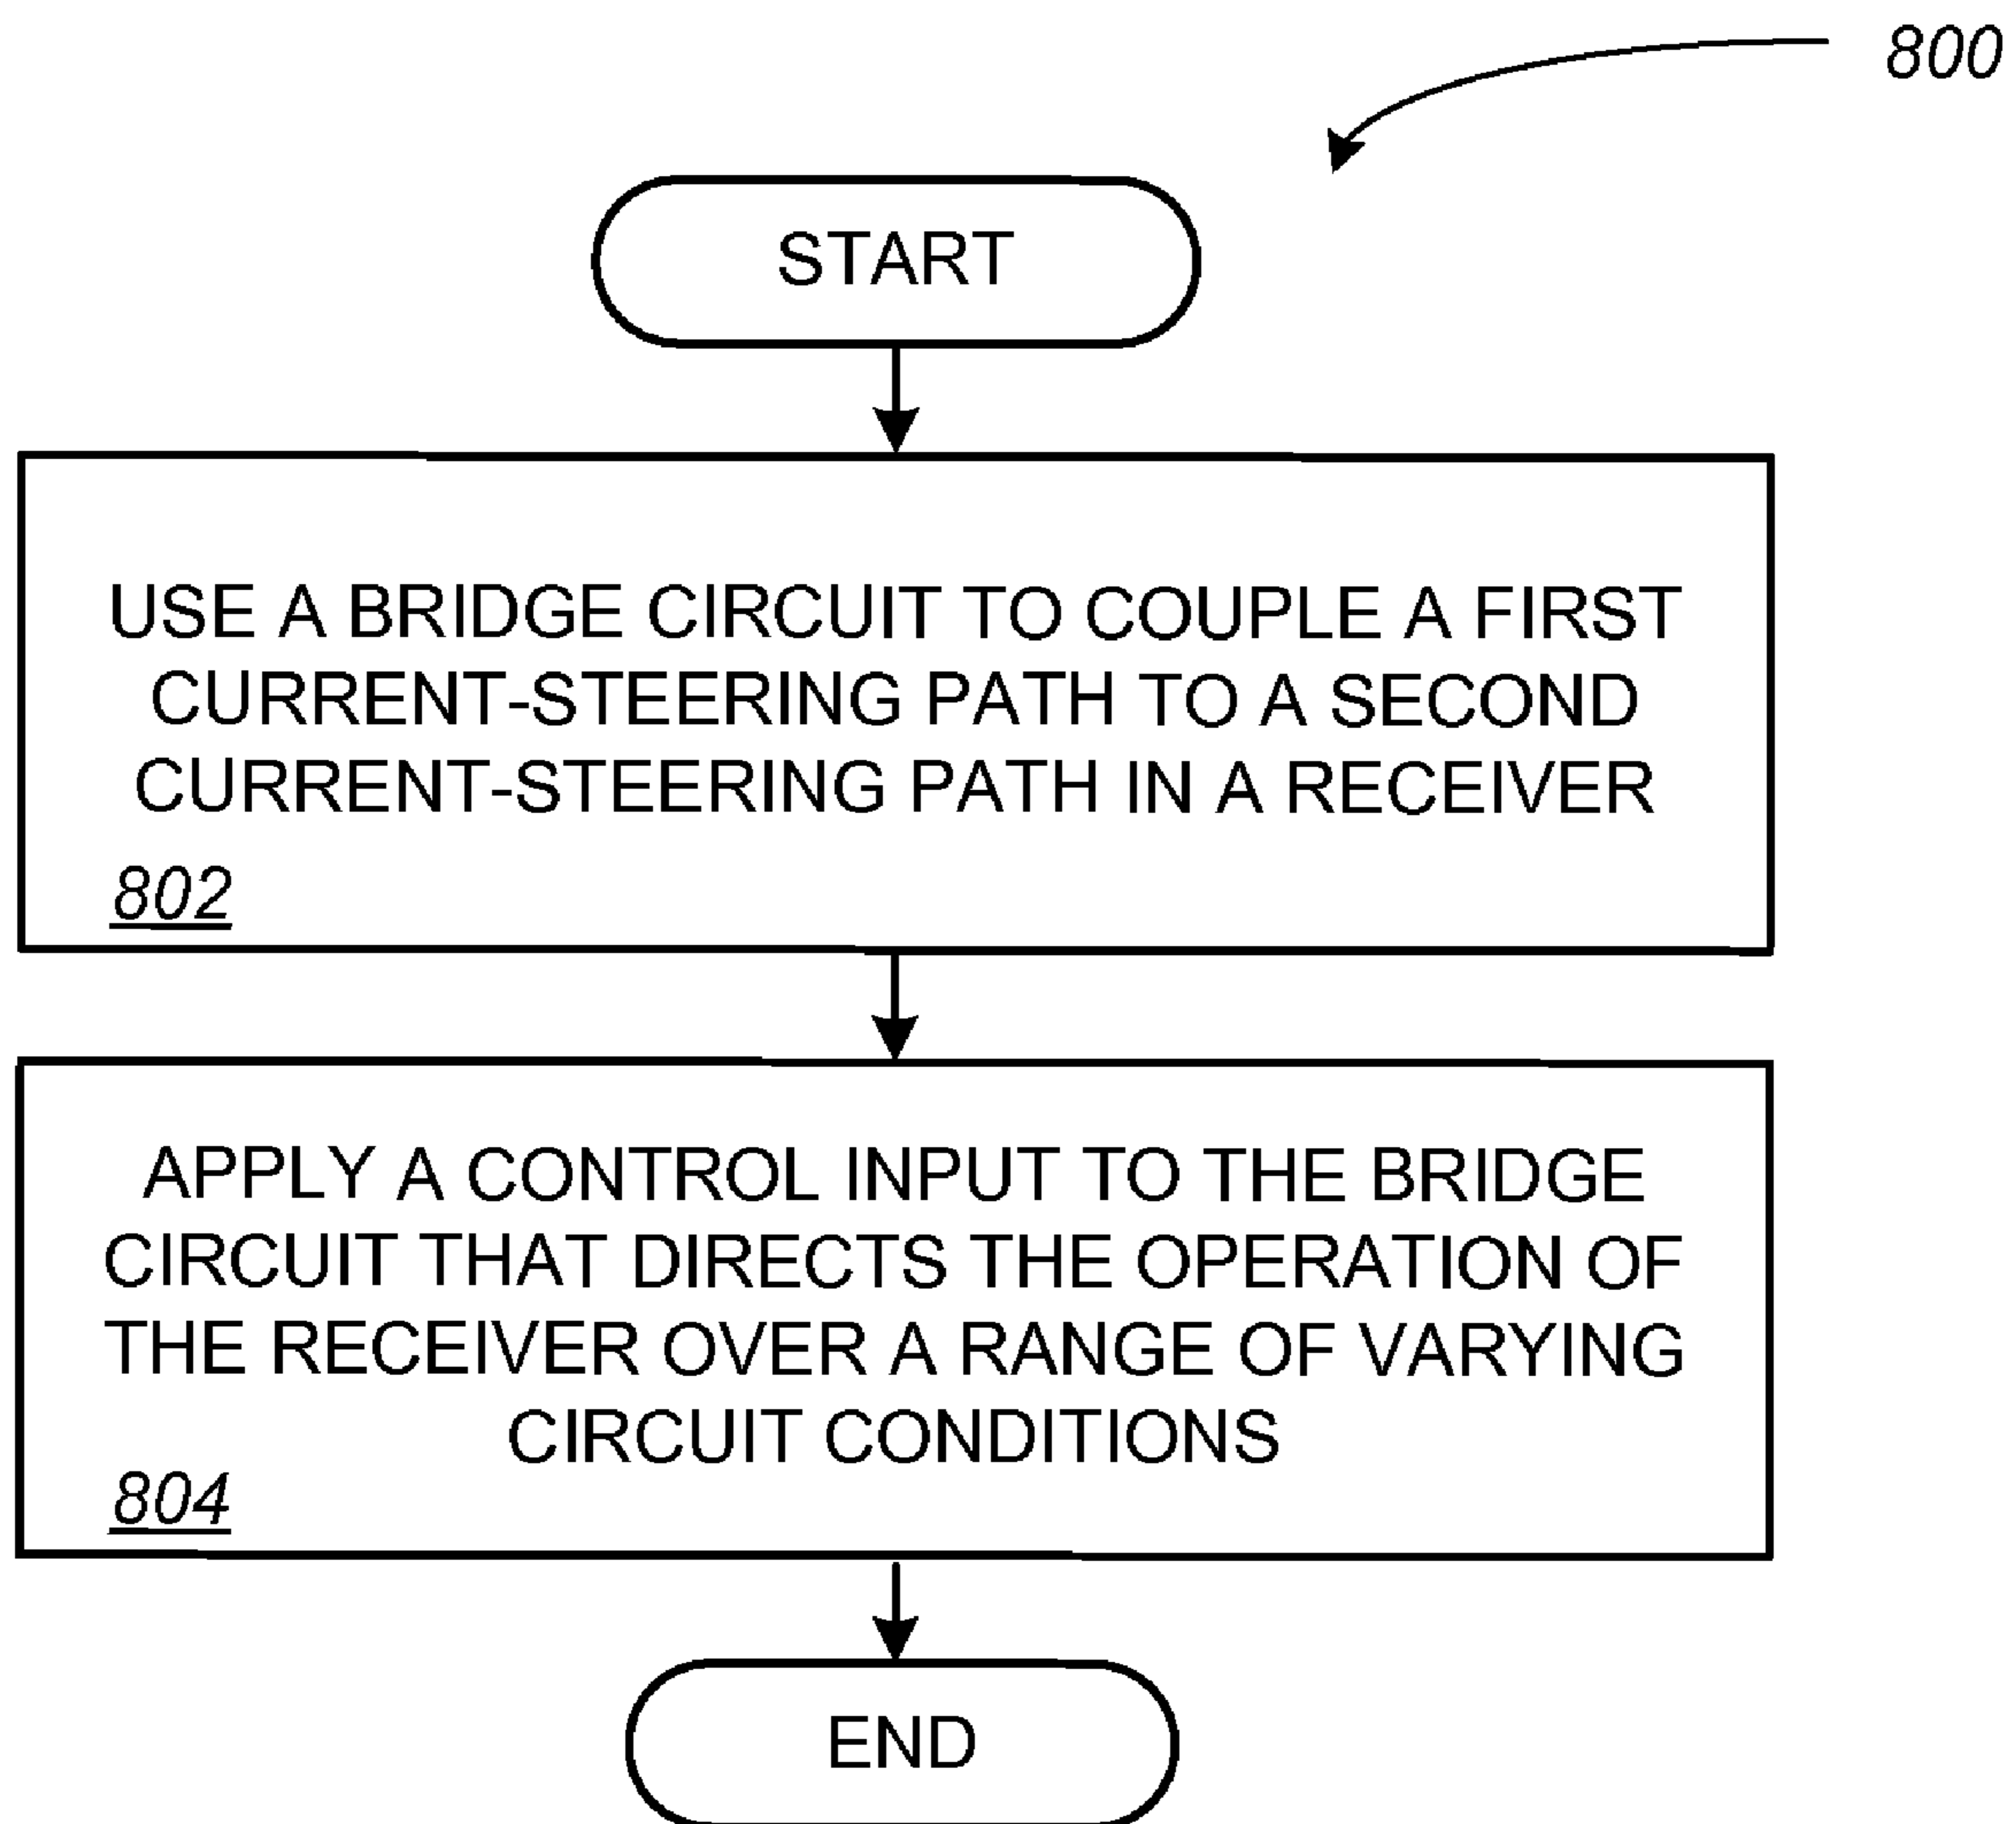 800
START
USE A BRIDGE CIRCUIT TO COUPLE A FIRST
CURRENT-STEERING PATH TO A SECOND
CURRENT-STEERING PATH IN A RECEIVER
802
APPLY A CONTROL INPUT TO THE BRIDGE
CIRCUIT THAT DIRECTS THE OPERATION OF
THE RECEIVER OVER A RANGE OF VARYING
CIRCUIT CONDITIONS
804
END